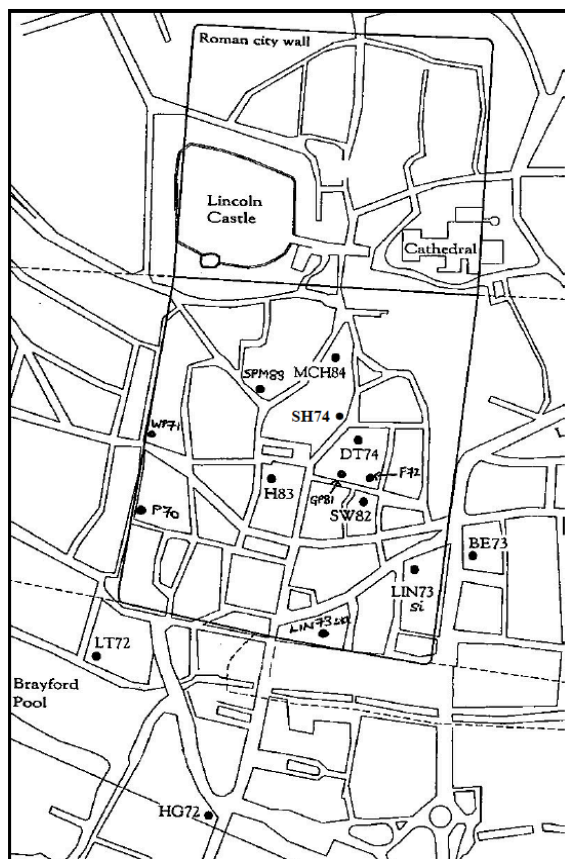 Roman city wall
Lincoln
Castle
Cathedral
SPM83
MCH84
SH74
WP71
DT74
F72
H83
GP81
SW82
P70
BE73
LIN73
si
LT72
Brayford
Pool
HG72